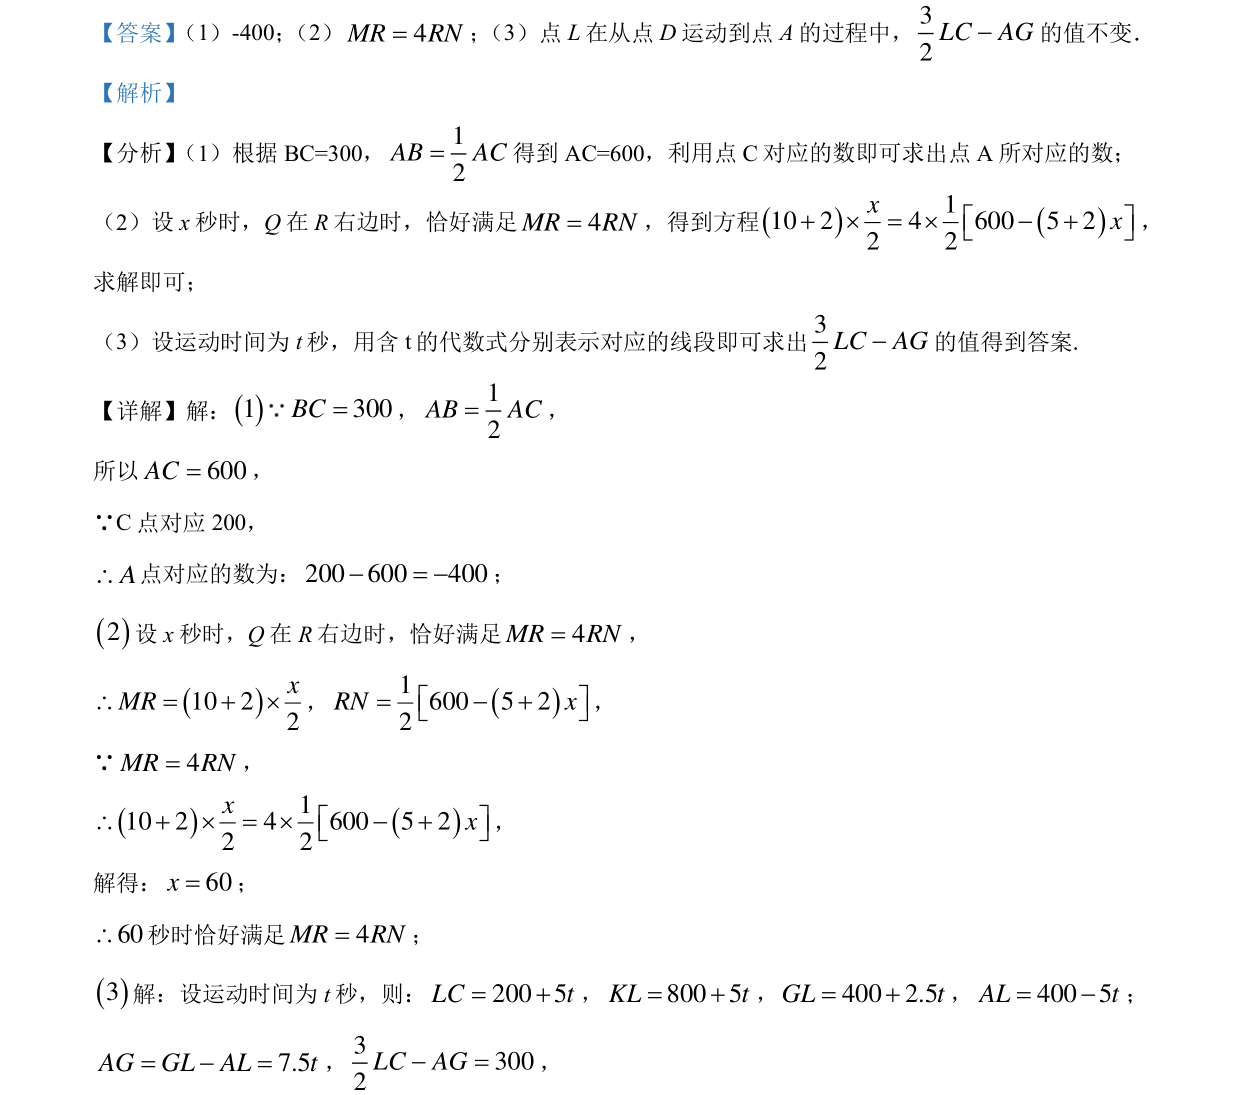 【答案】（1）-400；（2）MR = 4RN；（3）点 L 在从点 D 运动到点 A 的过程中，3/2 LC − AG 的值不变．
【解析】
【分析】（1）根据 BC=300，AB = 1/2 AC 得到 AC=600，利用点 C 对应的数即可求出点 A 所对应的数；
（2）设 x 秒时，Q 在 R 右边时，恰好满足 MR = 4RN，得到方程 (10+2)× x/2 = 4× 1/2 [600−(5+2)x]，
求解即可；
（3）设运动时间为 t 秒，用含 t 的代数式分别表示对应的线段即可求出 3/2 LC − AG 的值得到答案.
【详解】解：(1)∵ BC = 300，AB = 1/2 AC，
所以 AC = 600，
∵C 点对应 200，
∴ A 点对应的数为：200−600 = −400；
(2) 设 x 秒时，Q 在 R 右边时，恰好满足 MR = 4RN，
∴ MR = (10+2)× x/2，RN = 1/2 [600−(5+2)x]，
∵ MR = 4RN，
∴(10+2)× x/2 = 4× 1/2 [600−(5+2)x]，
解得：x = 60；
∴60 秒时恰好满足 MR = 4RN；
(3) 解：设运动时间为 t 秒，则：LC = 200+5t，KL = 800+5t，GL = 400+2.5t，AL = 400−5t；
AG = GL − AL = 7.5t，3/2 LC − AG = 300，